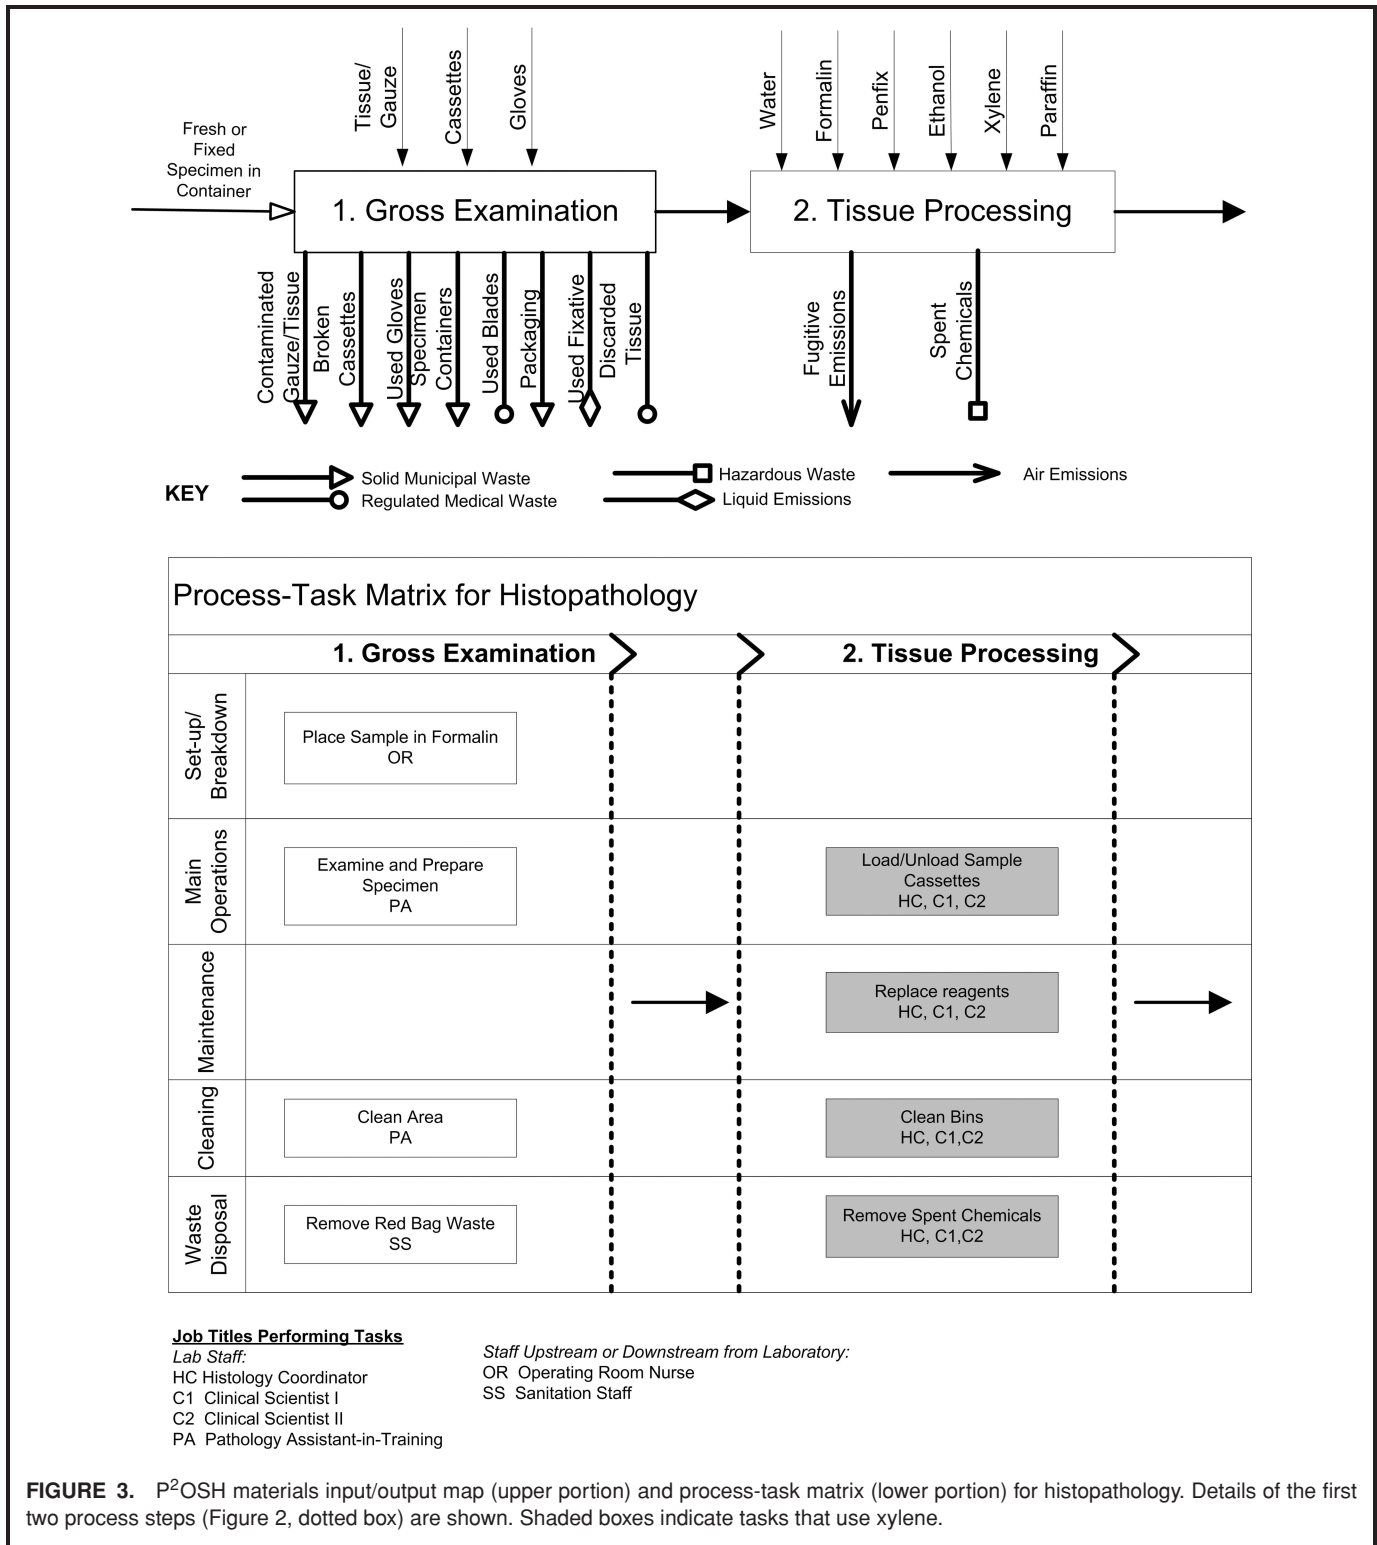 Tissue/
Gauze
Cassettes
Gloves
Water
Formalin
Penfix
Ethanol
Xylene
Paraffin
Fresh or
Fixed
Specimen in
Container
1. Gross Examination
2. Tissue Processing
Contaminated
Gauze/Tissue
Broken
Cassettes
Used Gloves
Specimen
Containers
Used Blades
Packaging
Used Fixative
Discarded
Tissue
Fugitive
Emissions
Spent
Chemicals
KEY
Solid Municipal Waste
Regulated Medical Waste
Hazardous Waste
Liquid Emissions
Air Emissions
Process-Task Matrix for Histopathology
1. Gross Examination
2. Tissue Processing
Set-up/
Breakdown
Place Sample in Formalin
OR
Main
Operations
Examine and Prepare
Specimen
PA
Load/Unload Sample
Cassettes
HC, C1, C2
Maintenance
Replace reagents
HC, C1, C2
Cleaning
Clean Area
PA
Clean Bins
HC, C1,C2
Waste
Disposal
Remove Red Bag Waste
SS
Remove Spent Chemicals
HC, C1,C2
Job Titles Performing Tasks
Lab Staff:
HC Histology Coordinator
C1 Clinical Scientist I
C2 Clinical Scientist II
PA Pathology Assistant-in-Training
Staff Upstream or Downstream from Laboratory:
OR Operating Room Nurse
SS Sanitation Staff
FIGURE 3. P²OSH materials input/output map (upper portion) and process-task matrix (lower portion) for histopathology. Details of the first
two process steps (Figure 2, dotted box) are shown. Shaded boxes indicate tasks that use xylene.